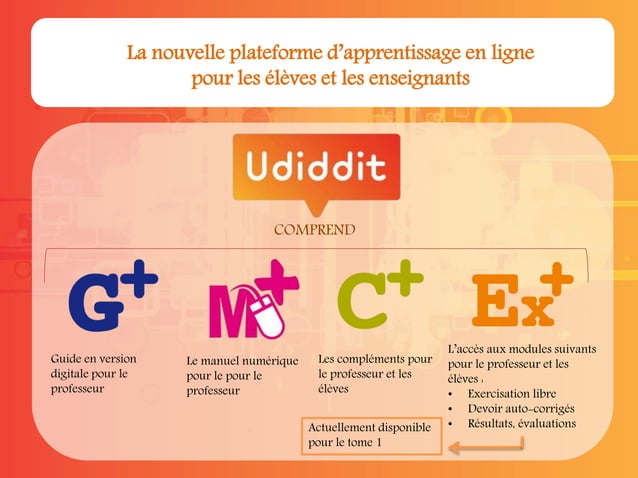 La nouvelle plateforme d’apprentissage en ligne
pour les élèves et les enseignants
Udiddit
COMPREND
G+
M+
C+
Ex+
Guide en version
digitale pour le
professeur
Le manuel numérique
pour le pour le
professeur
Les compléments pour
le professeur et les
élèves
L’accès aux modules suivants
pour le professeur et les
élèves :
• Exercisation libre
• Devoir auto-corrigés
• Résultats, évaluations
Actuellement disponible
pour le tome 1